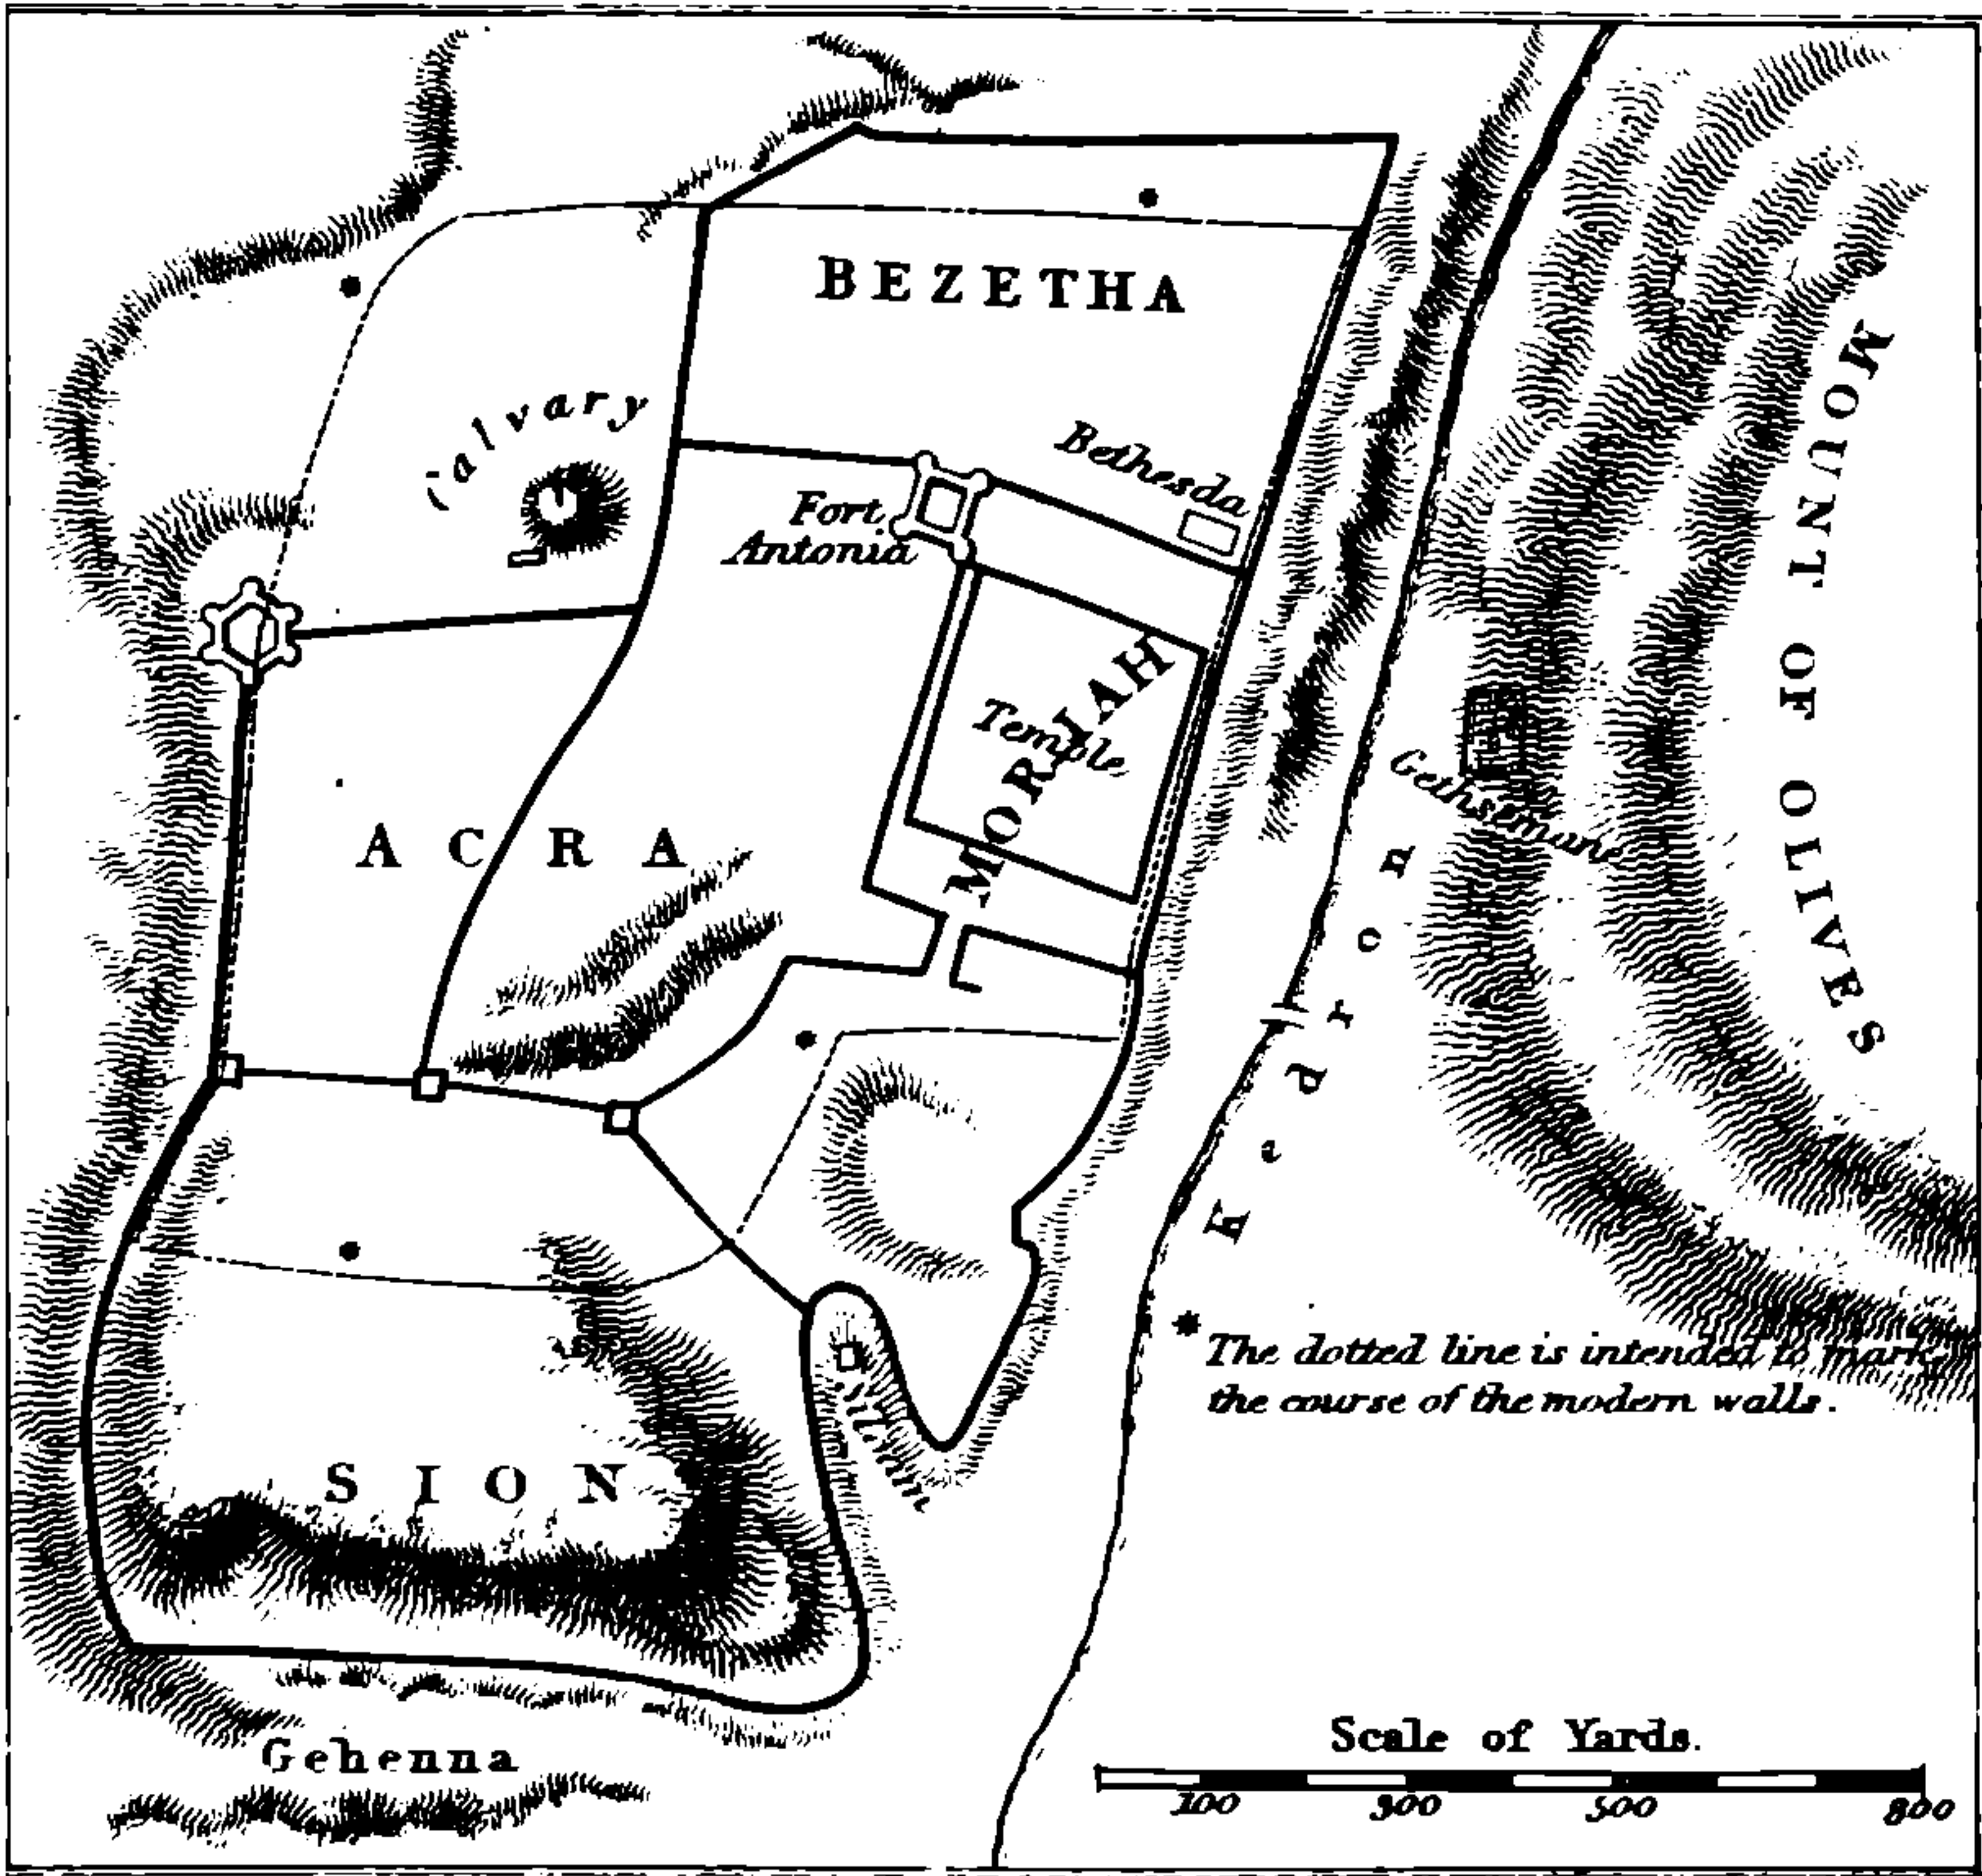 BEZETHA
Calvary
Bethesda
Fort
Antonia
MOUNT OF OLIVES
MORIAH
Temple
Gethsemane
ACRA
Kedron
* The dotted line is intended to mark
the course of the modern walls.
Siloam
SION
Gehenna
Scale of Yards.
100 300 500 800